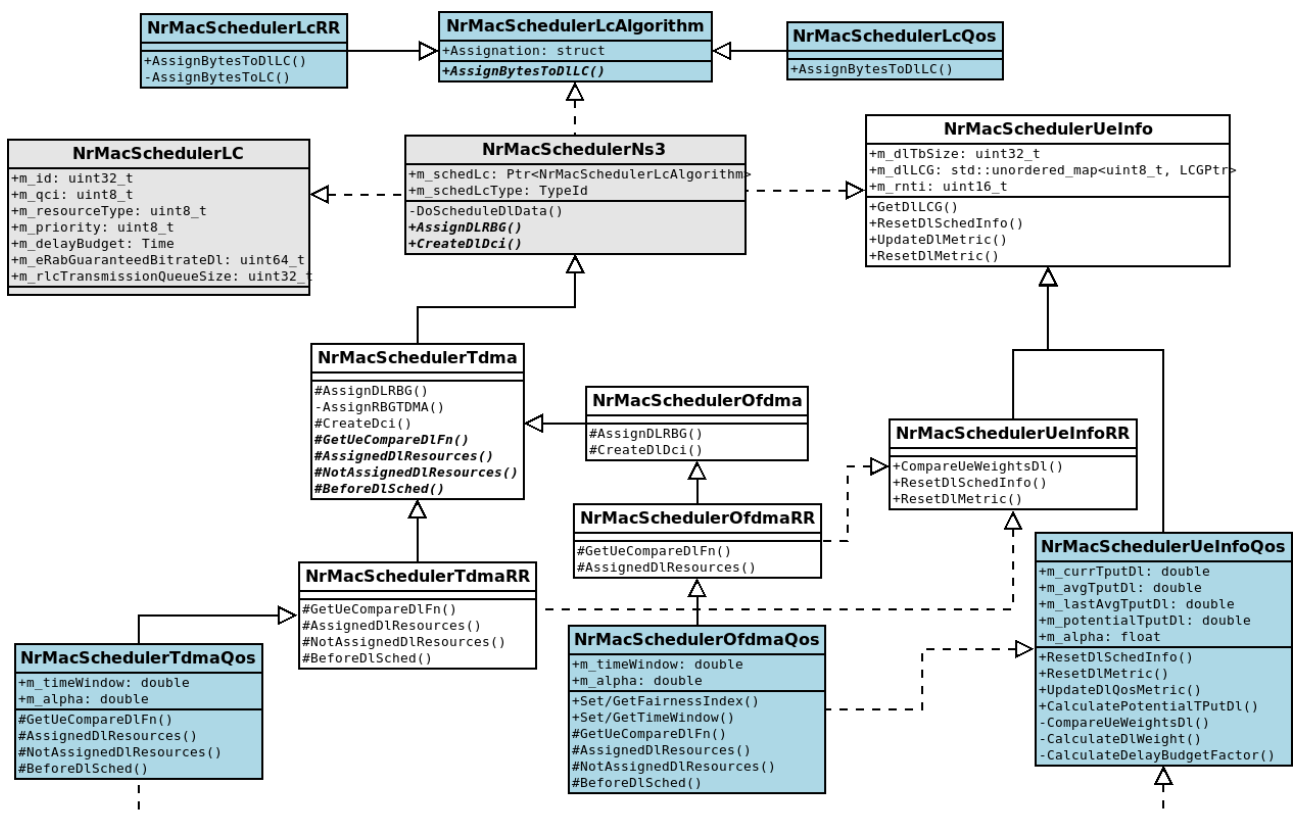 NrMacSchedulerLcRR
+AssignBytesToDlLC()
-AssignBytesToLC()
NrMacSchedulerLcAlgorithm
+Assignation: struct
+AssignBytesToDlLC()
NrMacSchedulerLcQos
+AssignBytesToDlLC()
NrMacSchedulerLC
+m_id: uint32_t
+m_qci: uint8_t
+m_resourceType: uint8_t
+m_priority: uint8_t
+m_delayBudget: Time
+m_eRabGuaranteedBitrateDl: uint64_t
+m_rlcTransmissionQueueSize: uint32_t
NrMacSchedulerNs3
+m_schedLc: Ptr<NrMacSchedulerLcAlgorithm>
+m_schedLcType: TypeId
-DoScheduleDlData()
+AssignDLRBG()
+CreateDlDci()
NrMacSchedulerUeInfo
+m_dlTbSize: uint32_t
+m_dlLCG: std::unordered_map<uint8_t, LCGPtr>
+m_rnti: uint16_t
+GetDlLCG()
+ResetDlSchedInfo()
+UpdateDlMetric()
+ResetDlMetric()
NrMacSchedulerTdma
#AssignDLRBG()
-AssignRBGTDMA()
#CreateDci()
#GetUeCompareDlFn()
#AssignedDlResources()
#NotAssignedDlResources()
#BeforeDlSched()
NrMacSchedulerOfdma
#AssignDLRBG()
#CreateDlDci()
NrMacSchedulerUeInfoRR
+CompareUeWeightsDl()
+ResetDlSchedInfo()
+ResetDlMetric()
NrMacSchedulerOfdmaRR
#GetUeCompareDlFn()
#AssignedDlResources()
NrMacSchedulerTdmaRR
#GetUeCompareDlFn()
#AssignedDlResources()
#NotAssignedDlResources()
#BeforeDlSched()
NrMacSchedulerUeInfoQos
+m_currTputDl: double
+m_avgTputDl: double
+m_lastAvgTputDl: double
+m_potentialTputDl: double
+m_alpha: float
+ResetDlSchedInfo()
+ResetDlMetric()
+UpdateDlQosMetric()
+CalculatePotentialTPutDl()
-CompareUeWeightsDl()
-CalculateDlWeight()
-CalculateDelayBudgetFactor()
NrMacSchedulerTdmaQos
+m_timeWindow: double
+m_alpha: double
#GetUeCompareDlFn()
#AssignedDlResources()
#NotAssignedDlResources()
#BeforeDlSched()
NrMacSchedulerOfdmaQos
+m_timeWindow: double
+m_alpha: double
+Set/GetFairnessIndex()
+Set/GetTimeWindow()
#GetUeCompareDlFn()
#AssignedDlResources()
#NotAssignedDlResources()
#BeforeDlSched()